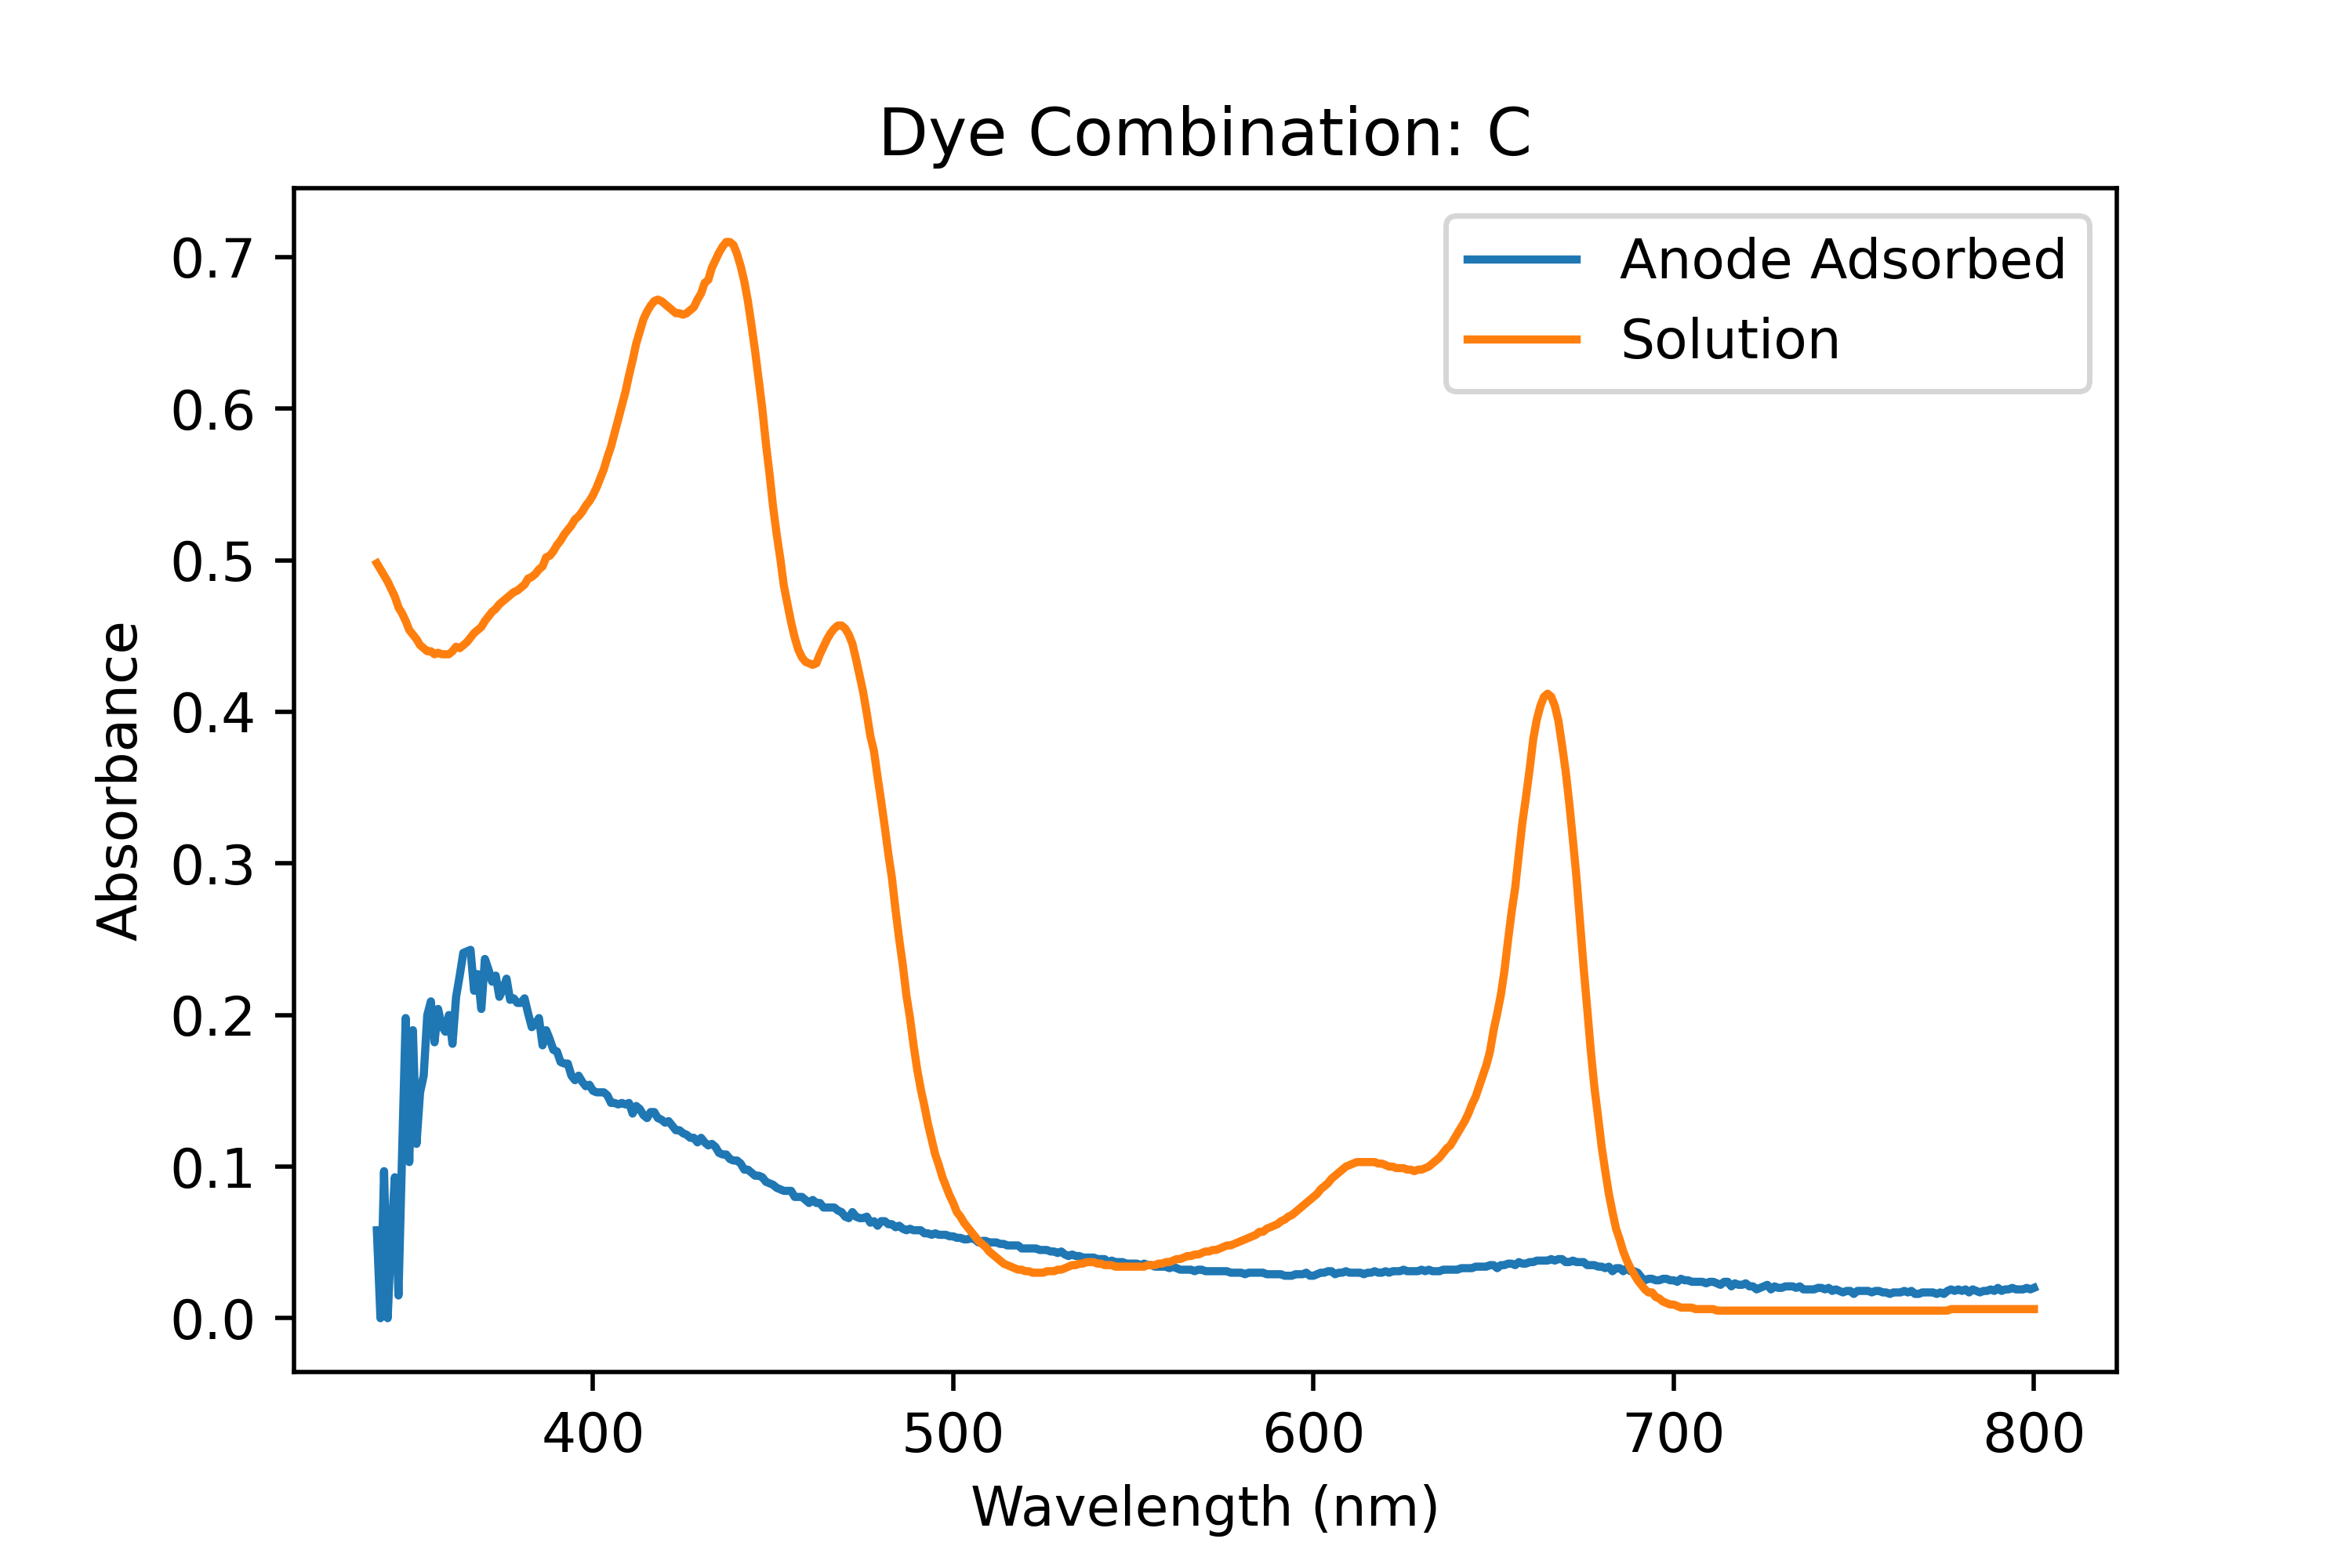 Dye Combination: C
Anode Adsorbed
Solution
Absorbance
0.7
0.6
0.5
0.4
0.3
0.2
0.1
0.0
400 500 600 700 800
Wavelength (nm)